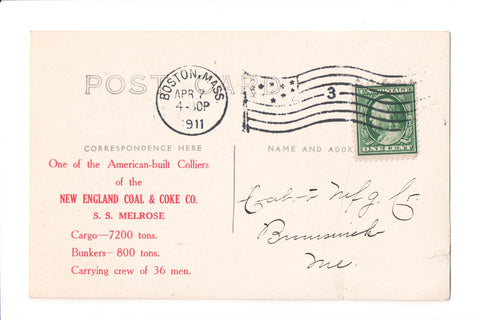 POST CARD
BOSTON, MASS
APR 7
4-30P
1911
3
U.S. POSTAGE
ONE CENT
CORRESPONDENCE HERE
NAME AND ADDR
One of the American-built Colliers
of the
NEW ENGLAND COAL & COKE CO.
S. S. MELROSE
Cargo—7200 tons.
Bunkers— 800 tons.
Carrying crew of 36 men.
Cabot Mfg. Co
Brunswick
Me.